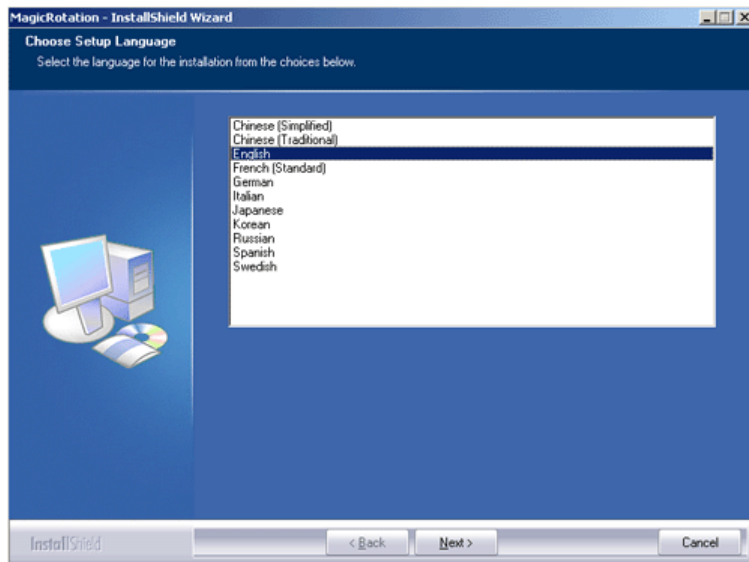 MagicRotation - InstallShield Wizard
Choose Setup Language
Select the language for the installation from the choices below.
Chinese (Simplified)
Chinese (Traditional)
English
French (Standard)
German
Italian
Japanese
Korean
Russian
Spanish
Swedish
InstallShield
< Back
Next >
Cancel